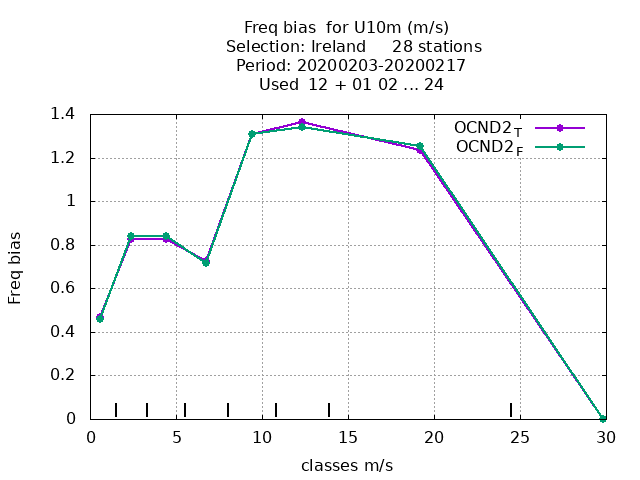 Freq bias  for U10m (m/s)
Selection: Ireland     28 stations
Period: 20200203-20200217
Used  12 + 01 02 ... 24
OCND2T
OCND2F
1.4
1.2
1
0.8
0.6
0.4
0.2
0
Freq bias
0 5 10 15 20 25 30
classes m/s